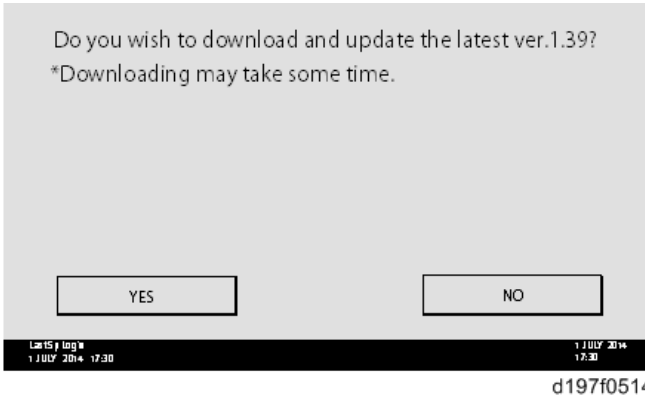 Do you wish to download and update the latest ver.1.39?
*Downloading may take some time.
YES
NO
1 JULY 2014 17:30
1 JULY 2014
17:30
d197f0514